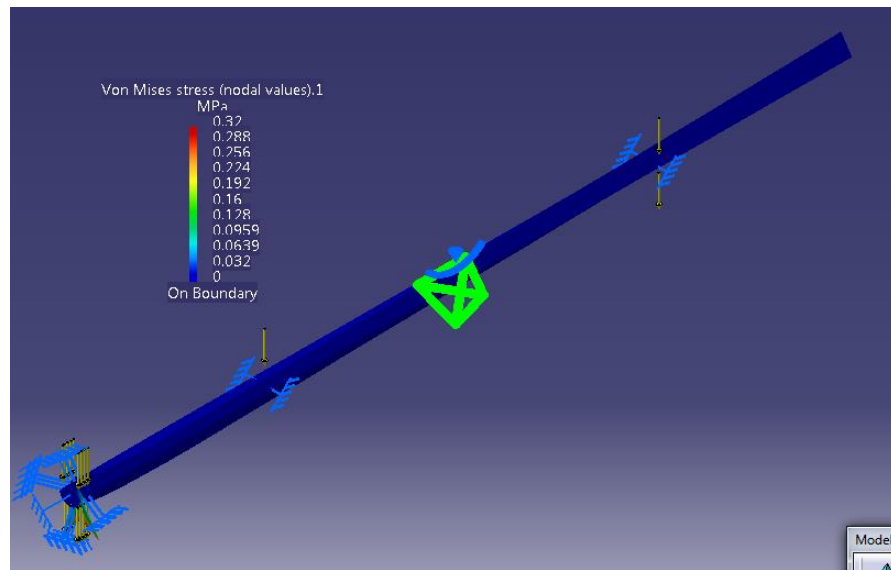 Von Mises stress (nodal values).1
MPa
0.32
0.288
0.256
0.224
0.192
0.16
0.128
0.0959
0.0639
0.032
0
On Boundary
Model